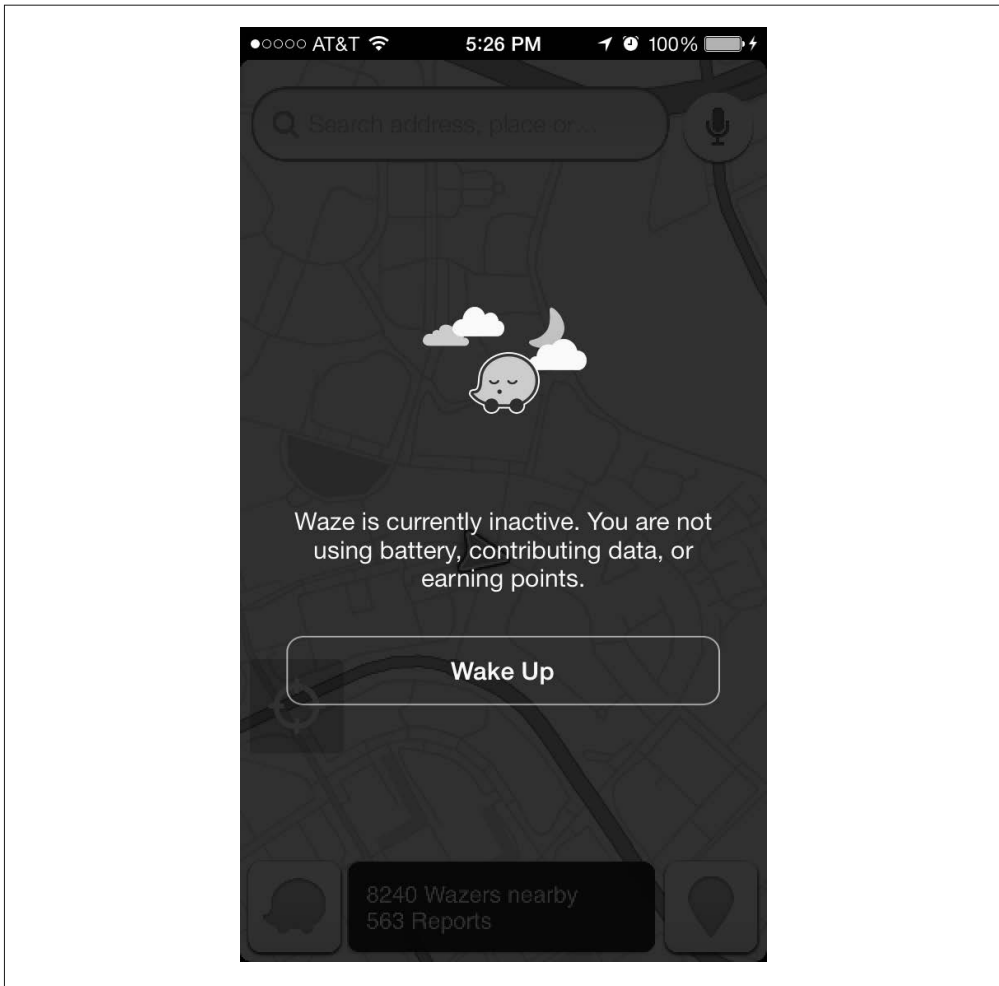 AT&T 5:26 PM 100%
Search address, place or...
Waze is currently inactive. You are not
using battery, contributing data, or
earning points.
Wake Up
8240 Wazers nearby
563 Reports